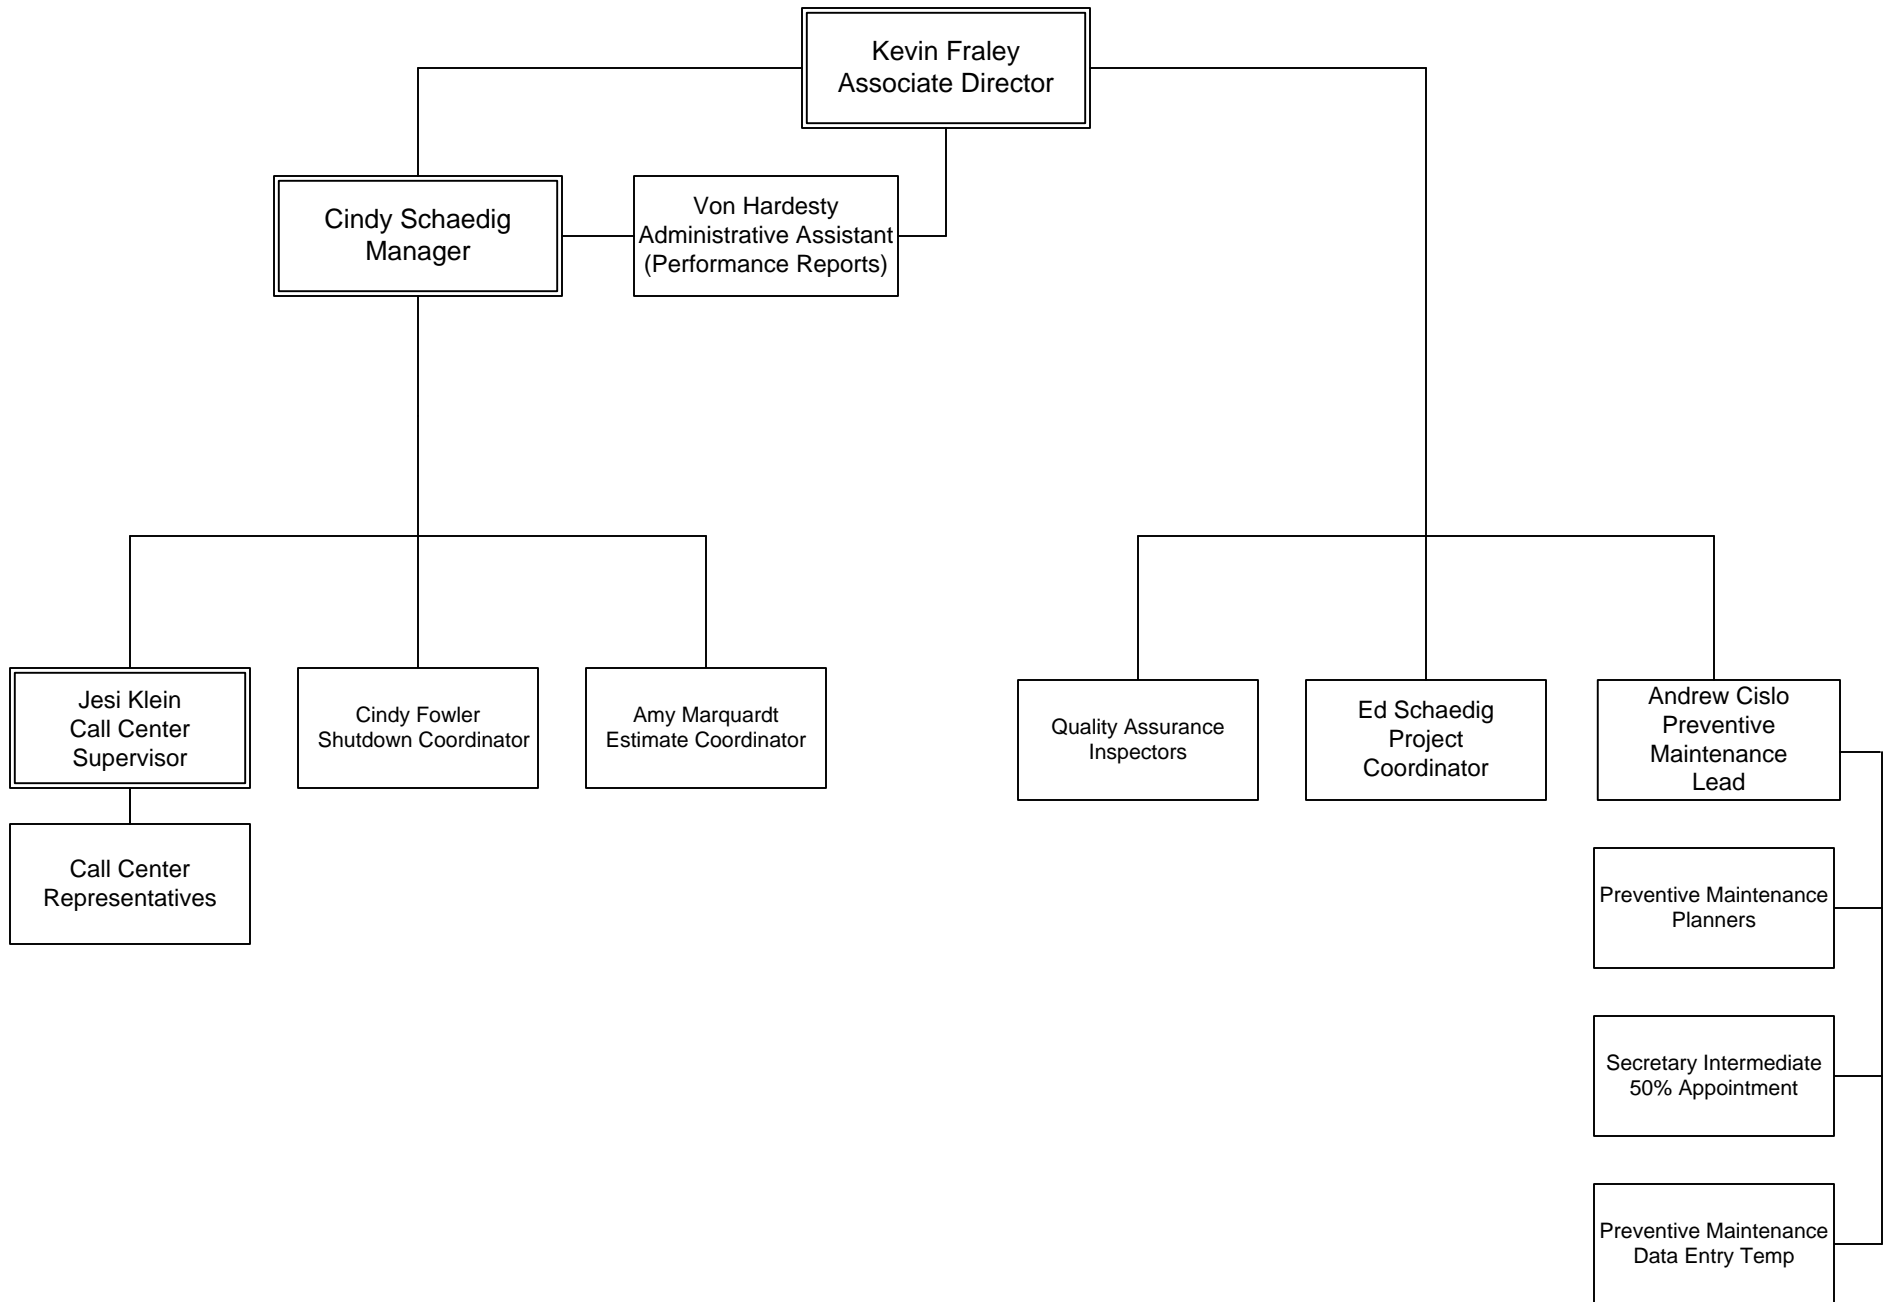 Kevin Fraley
Associate Director
Cindy Schaedig
Manager
Von Hardesty
Administrative Assistant
(Performance Reports)
Jesi Klein
Call Center
Supervisor
Cindy Fowler
Shutdown Coordinator
Amy Marquardt
Estimate Coordinator
Quality Assurance
Inspectors
Ed Schaedig
Project
Coordinator
Andrew Cislo
Preventive
Maintenance
Lead
Call Center
Representatives
Preventive Maintenance
Planners
Secretary Intermediate
50% Appointment
Preventive Maintenance
Data Entry Temp